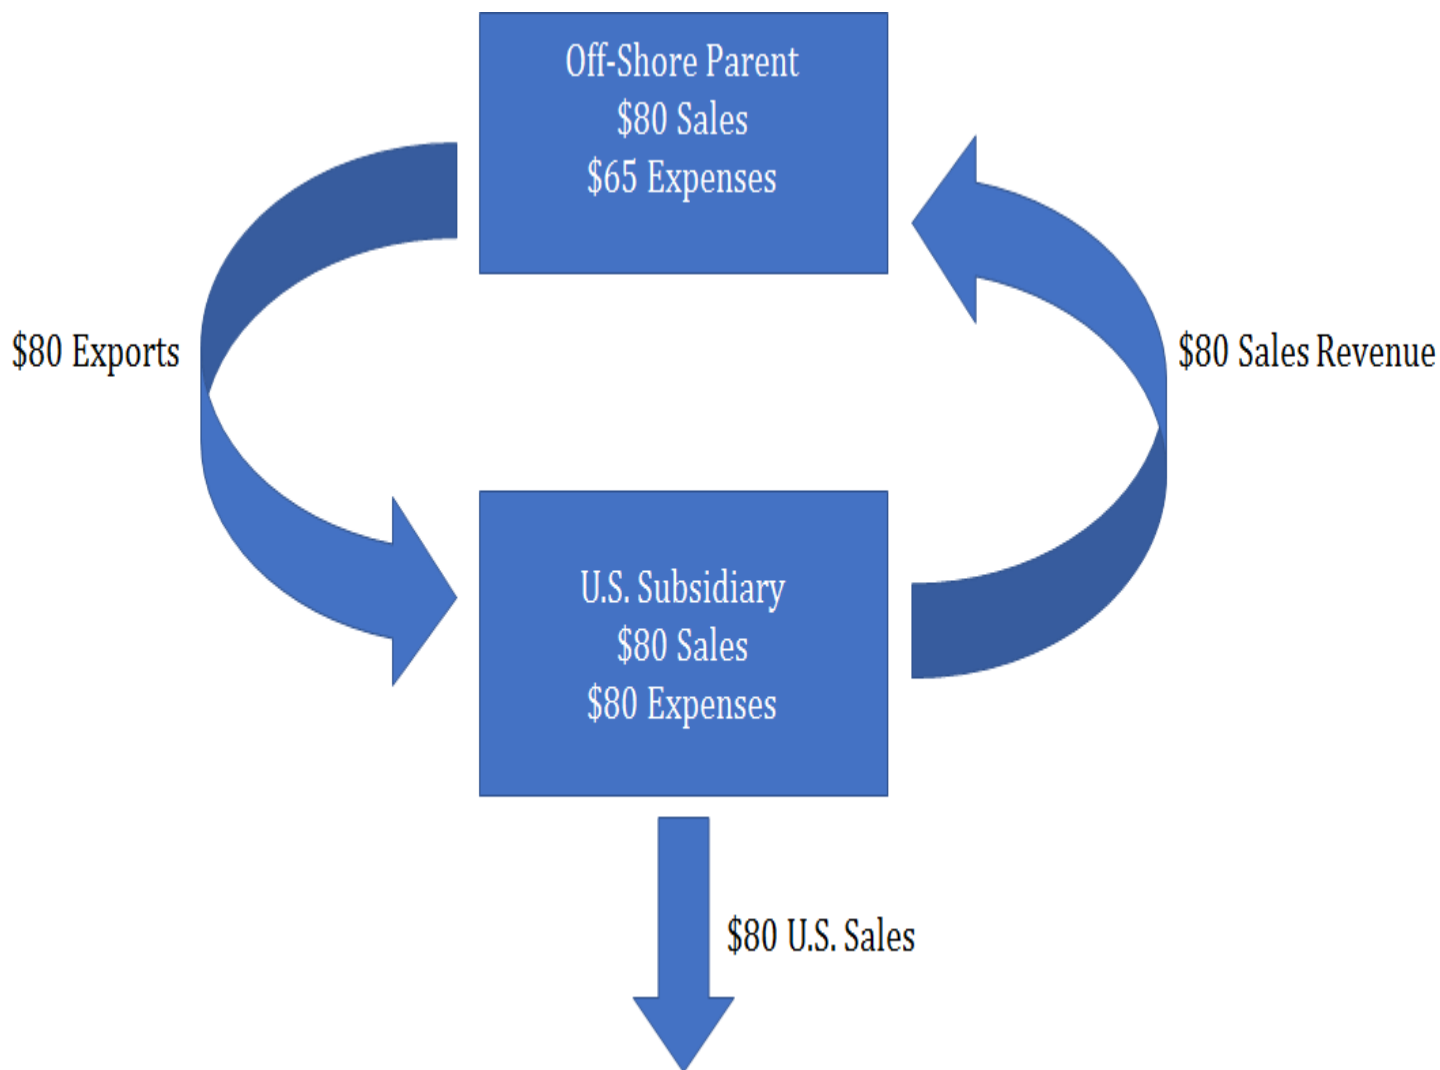 Off-Shore Parent
$80 Sales
$65 Expenses
$80 Exports
$80 Sales Revenue
U.S. Subsidiary
$80 Sales
$80 Expenses
$80 U.S. Sales